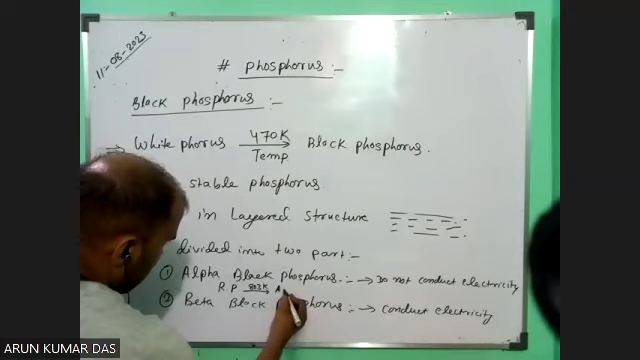 11-08-2023
# Phosphorus :-
Black phosphorus :-
⇒ White phorus 470K Temp → Black phosphorus.
stable phosphorus
in Layered structure
divided into two part :-
① Alpha Black phosphorus :- → Do not conduct electricity
R.P 803K A
② Beta Black phorus :- → Conduct electricity
ARUN KUMAR DAS